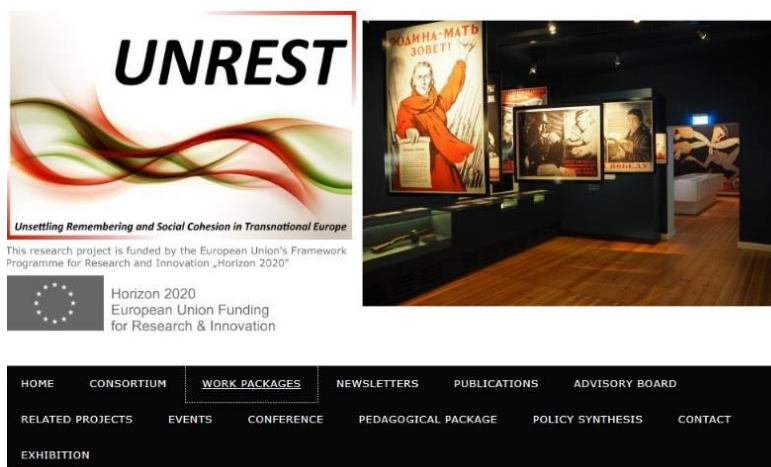 UNREST
Unsettling Remembering and Social Cohesion in Transnational Europe
This research project is funded by the European Union's Framework
Programme for Research and Innovation „Horizon 2020"
Horizon 2020
European Union Funding
for Research & Innovation
РОДИНА-МАТЬ
ЗОВЕТ!
ПОБЕДУ
HOME CONSORTIUM WORK PACKAGES NEWSLETTERS PUBLICATIONS ADVISORY BOARD
RELATED PROJECTS EVENTS CONFERENCE PEDAGOGICAL PACKAGE POLICY SYNTHESIS CONTACT
EXHIBITION